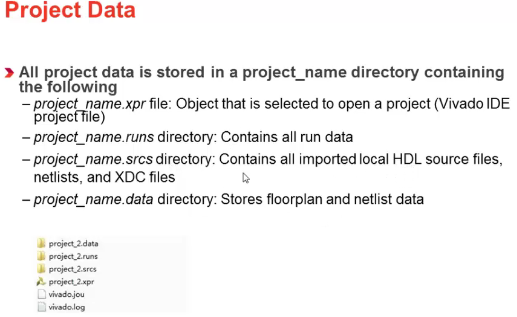 Project Data
All project data is stored in a project_name directory containing
the following
– project_name.xpr file: Object that is selected to open a project (Vivado IDE
project file)
– project_name.runs directory: Contains all run data
– project_name.srcs directory: Contains all imported local HDL source files,
netlists, and XDC files
– project_name.data directory: Stores floorplan and netlist data
project_2.data
project_2.runs
project_2.srcs
project_2.xpr
vivado.jou
vivado.log